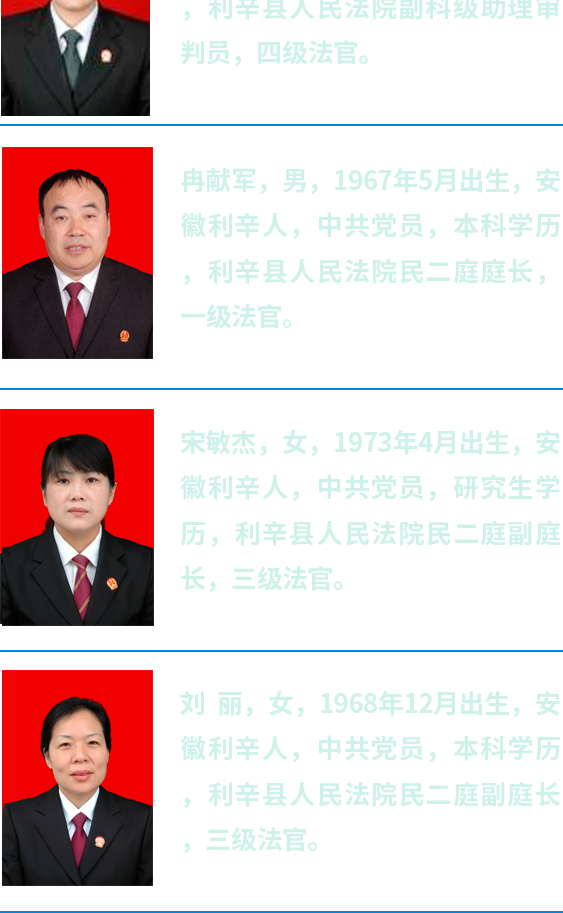 ，利辛县人民法院副科级助理审
判员，四级法官。
冉献军，男，1967年5月出生，安
徽利辛人，中共党员，本科学历
，利辛县人民法院民二庭庭长，
一级法官。
宋敏杰，女，1973年4月出生，安
徽利辛人，中共党员，研究生学
历，利辛县人民法院民二庭副庭
长，三级法官。
刘 丽，女，1968年12月出生，安
徽利辛人，中共党员，本科学历
，利辛县人民法院民二庭副庭长
，三级法官。